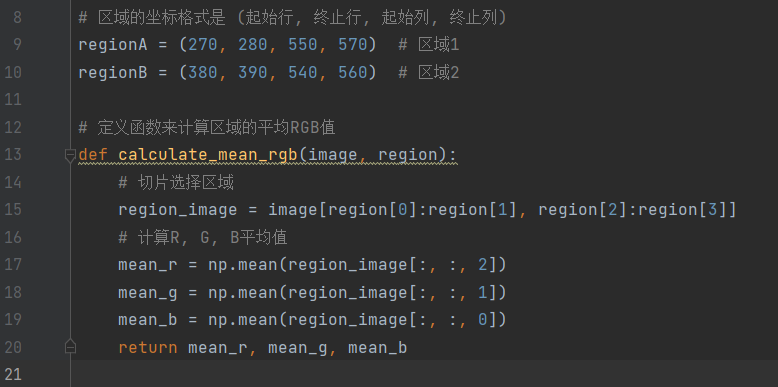 8 # 区域的坐标格式是 (起始行, 终止行, 起始列, 终止列)
9 regionA = (270, 280, 550, 570)  # 区域1
10 regionB = (380, 390, 540, 560)  # 区域2
11
12 # 定义函数来计算区域的平均RGB值
13 def calculate_mean_rgb(image, region):
14     # 切片选择区域
15     region_image = image[region[0]:region[1], region[2]:region[3]]
16     # 计算R, G, B平均值
17     mean_r = np.mean(region_image[:, :, 2])
18     mean_g = np.mean(region_image[:, :, 1])
19     mean_b = np.mean(region_image[:, :, 0])
20     return mean_r, mean_g, mean_b
21